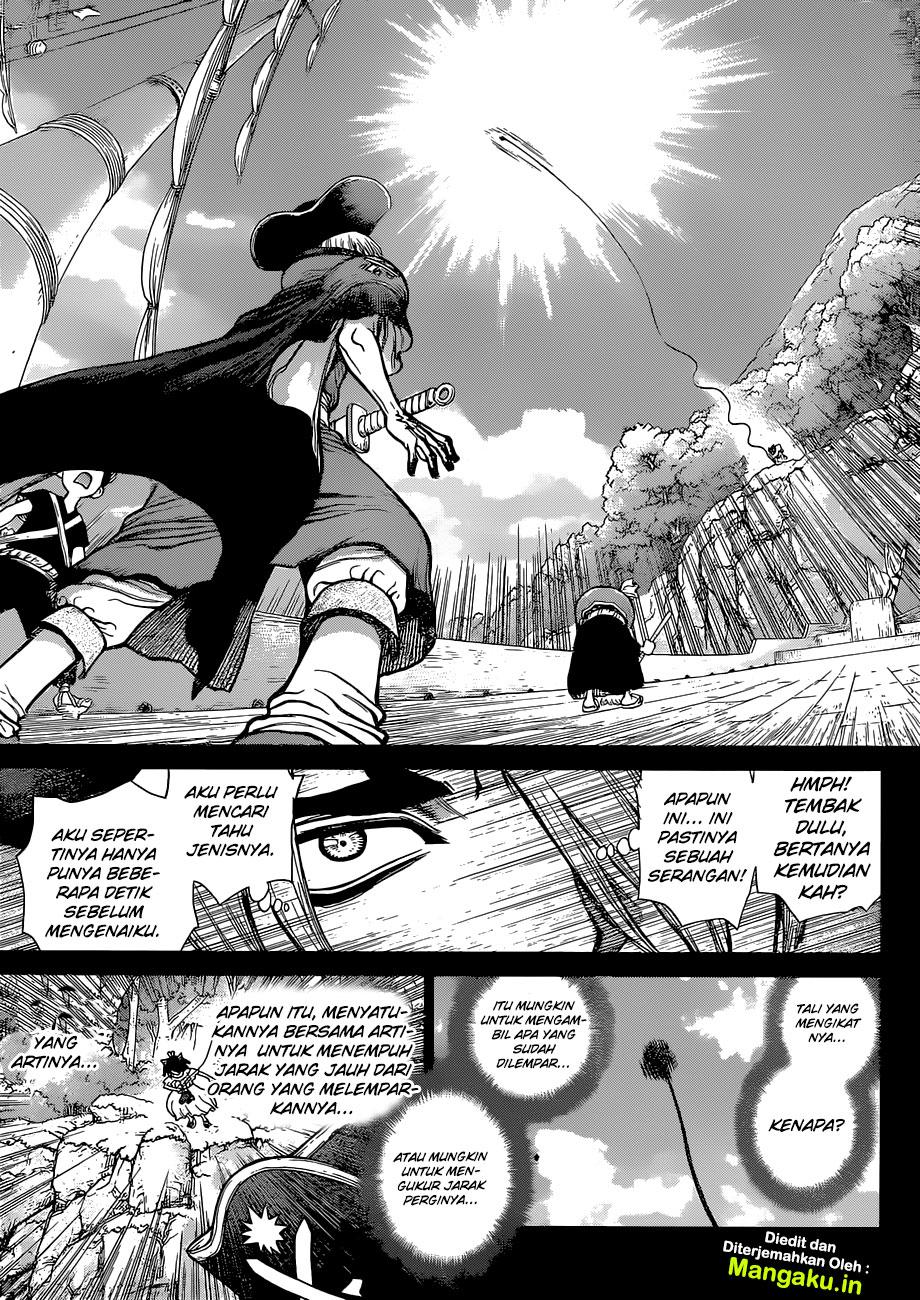 HMPH!
TEMBAK
DULU,
BERTANYA
KEMUDIAN
KAH?
APAPUN
INI... INI
PASTINYA
SEBUAH
SERANGAN!
AKU PERLU
MENCARI
TAHU
JENISNYA.
AKU SEPER-
TINYA HANYA
PUNYA BEBE-
RAPA DETIK
SEBELUM
MENGENAIKU.
TALI YANG
MENGIKAT
NYA...
KENAPA?
ITU MUNGKIN
UNTUK MENGAM-
BIL APA YANG
SUDAH
DILEMPAR...
ATAU MUNGKIN
UNTUK MEN-
GUKUR JARAK
PERGINYA...
APAPUN ITU, MENYATU-
KANNYA BERSAMA ARTI-
NYA UNTUK MENEMPUH
JARAK YANG JAUH DARI
ORANG YANG MELEMPAR-
KANNYA...
YANG
ARTINYA...
Diedit dan
Diterjemahkan Oleh :
Mangaku.in